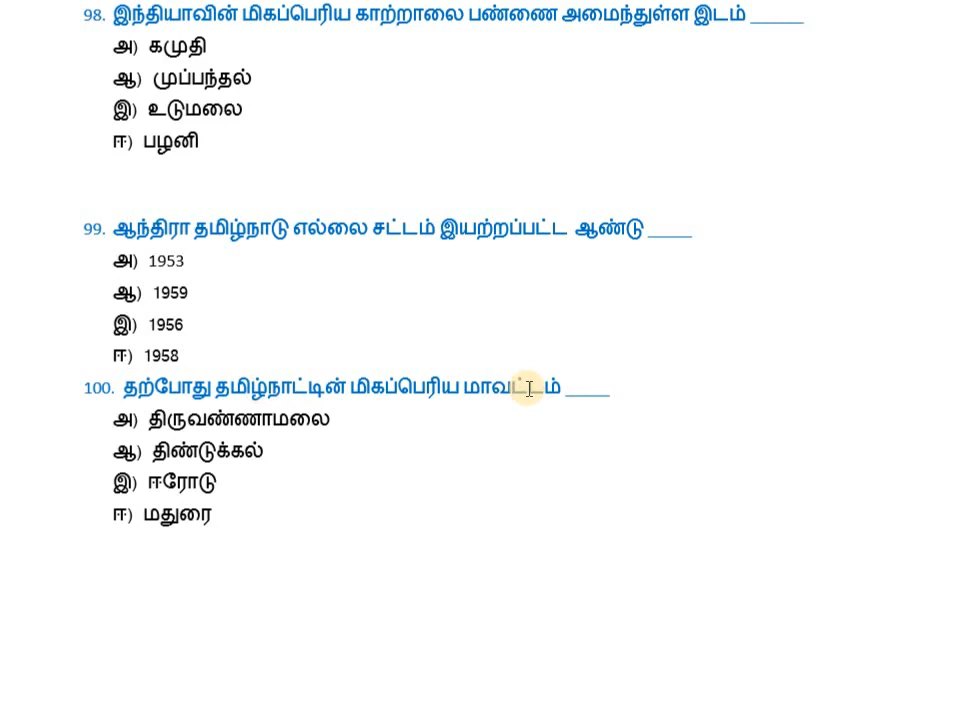 98. இந்தியாவின் மிகப்பெரிய காற்றாலை பண்ணை அமைந்துள்ள இடம் ______
அ) கமுதி
ஆ) முப்பந்தல்
இ) உடுமலை
ஈ) பழனி
99. ஆந்திரா தமிழ்நாடு எல்லை சட்டம் இயற்றப்பட்ட ஆண்டு _____
அ) 1953
ஆ) 1959
இ) 1956
ஈ) 1958
100. தற்போது தமிழ்நாட்டின் மிகப்பெரிய மாவட்டம் _____
அ) திருவண்ணாமலை
ஆ) திண்டுக்கல்
இ) ஈரோடு
ஈ) மதுரை